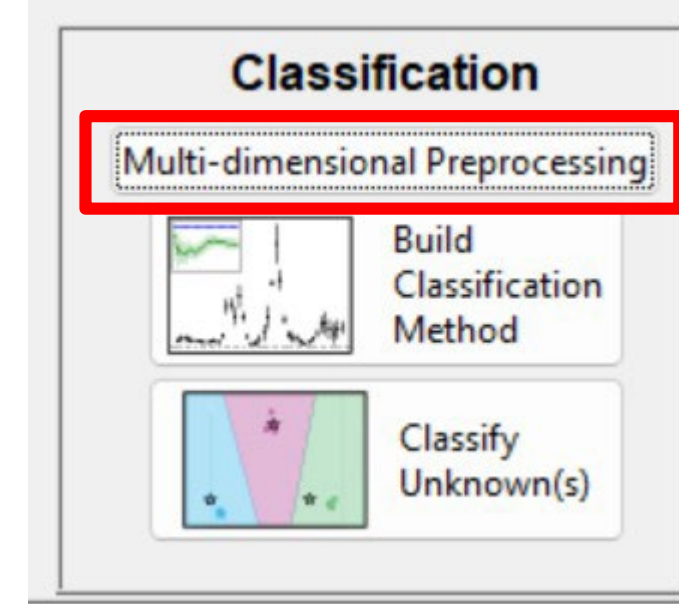 Classification
Multi-dimensional Preprocessing
Build
Classification
Method
Classify
Unknown(s)